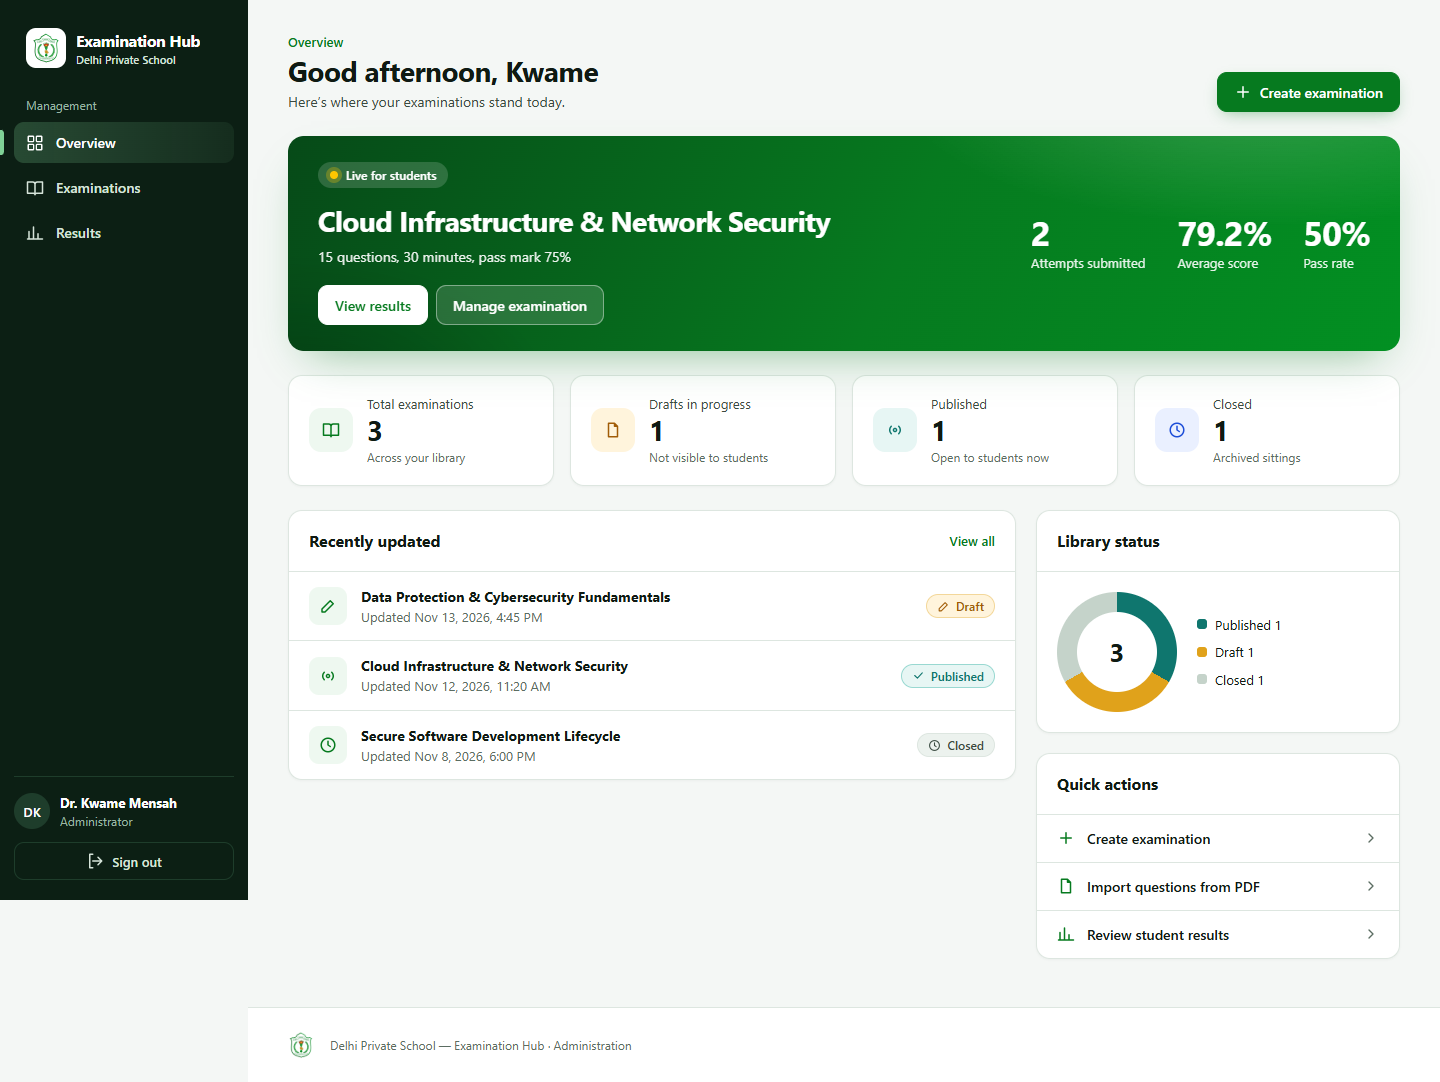 Examination Hub
Delhi Private School
Management
Overview
Examinations
Results
Dr. Kwame Mensah
DK
Administrator
Sign out
Overview
Good afternoon, Kwame
Here's where your examinations stand today.
Create examination
Live for students
Cloud Infrastructure & Network Security
15 questions, 30 minutes, pass mark 75%
View results
Manage examination
2
Attempts submitted
79.2%
Average score
50%
Pass rate
Total examinations
3
Across your library
Drafts in progress
1
Not visible to students
Published
1
Open to students now
Closed
1
Archived sittings
Recently updated
View all
Data Protection & Cybersecurity Fundamentals
Updated Nov 13, 2026, 4:45 PM
Draft
Cloud Infrastructure & Network Security
Updated Nov 12, 2026, 11:20 AM
Published
Secure Software Development Lifecycle
Updated Nov 8, 2026, 6:00 PM
Closed
Library status
3
Published 1
Draft 1
Closed 1
Quick actions
Create examination
Import questions from PDF
Review student results
Delhi Private School — Examination Hub · Administration